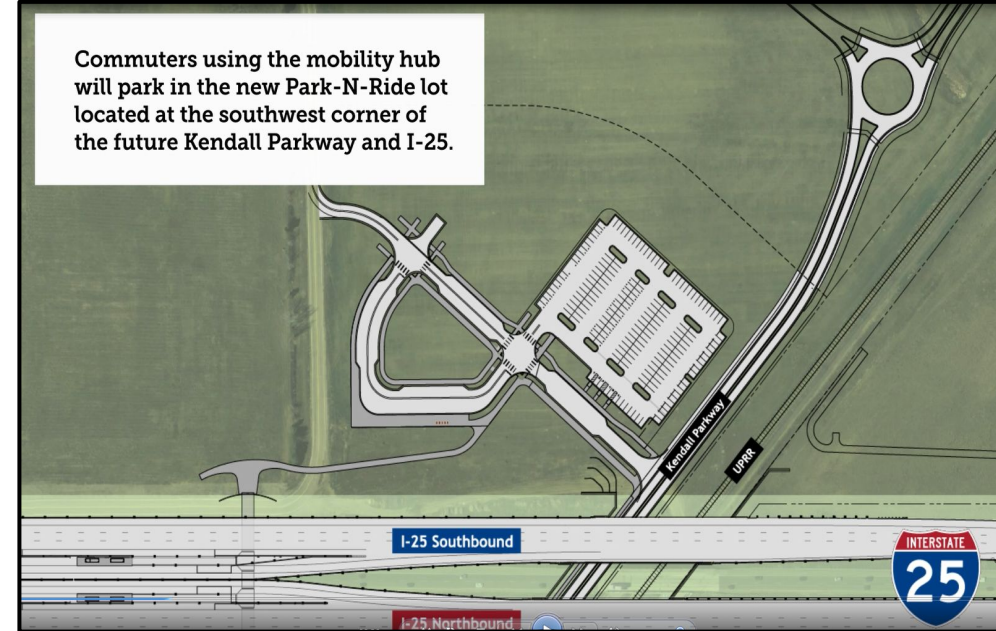 Commuters using the mobility hub
will park in the new Park-N-Ride lot
located at the southwest corner of
the future Kendall Parkway and I-25.
Kendall Parkway
UPRR
I-25 Southbound
INTERSTATE
25
I-25 Northbound